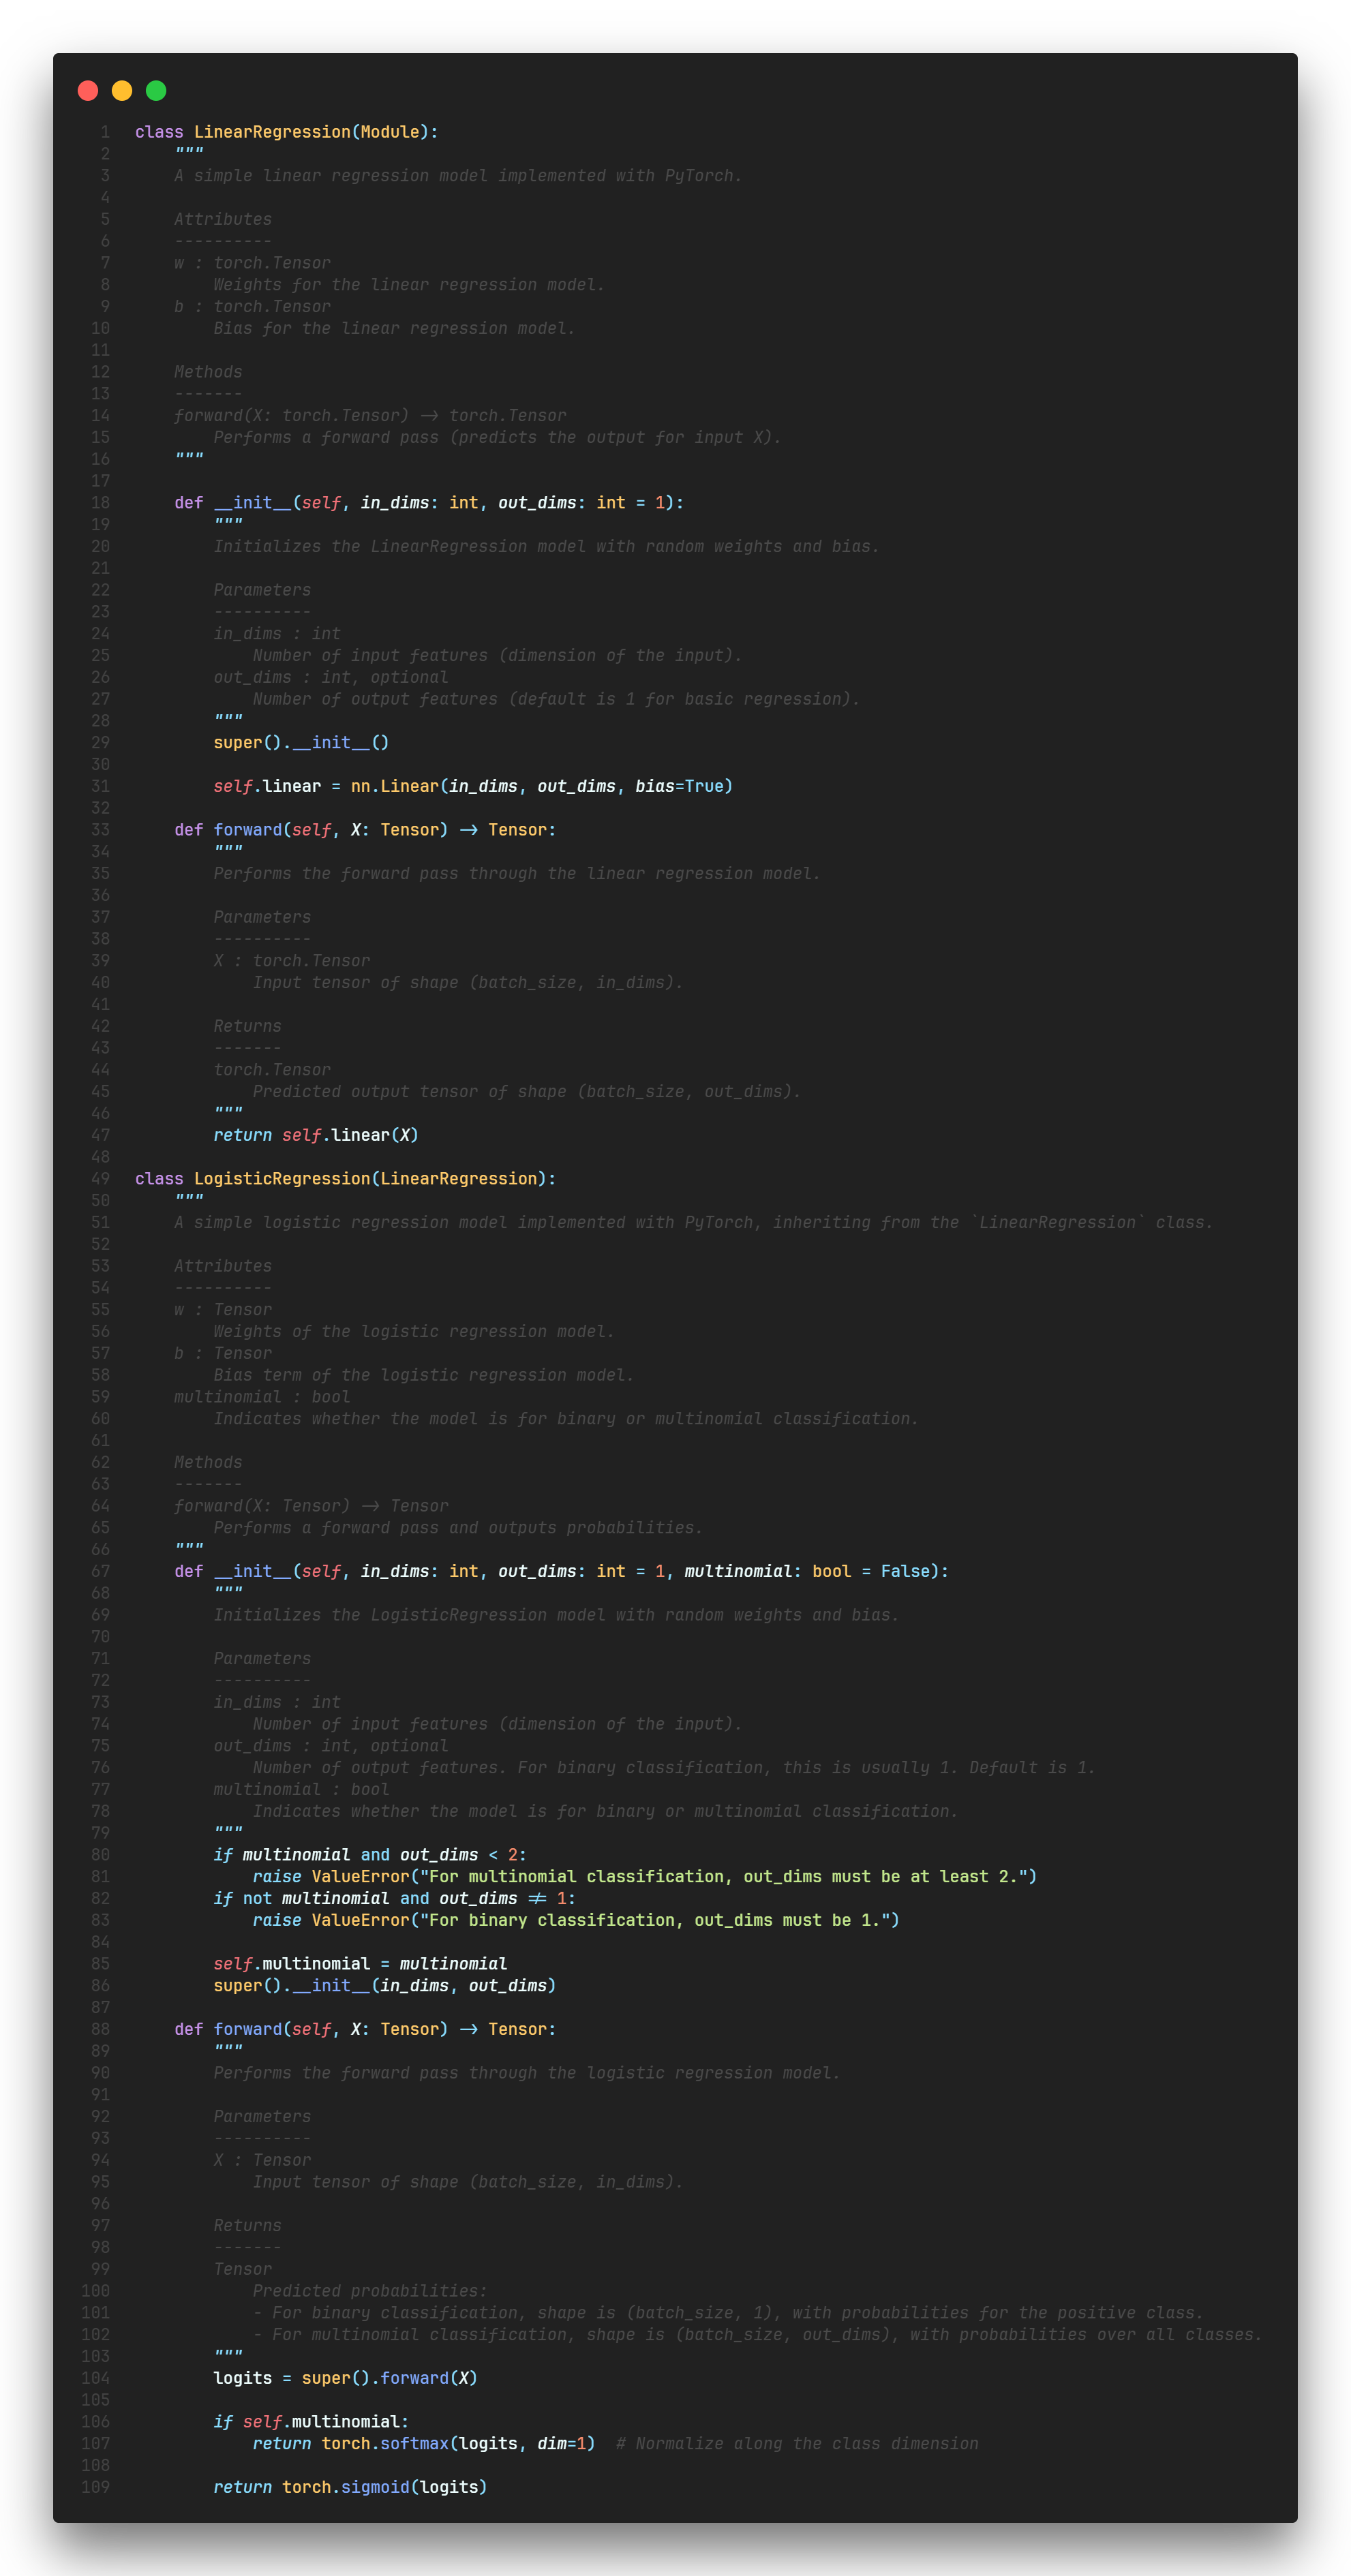 1 class LinearRegression(Module):
2     """
3     A simple linear regression model implemented with PyTorch.
4
5     Attributes
6     ----------
7     w : torch.Tensor
8         Weights for the linear regression model.
9     b : torch.Tensor
10         Bias for the linear regression model.
11
12     Methods
13     -------
14     forward(X: torch.Tensor) -> torch.Tensor
15         Performs a forward pass (predicts the output for input X).
16     """
17
18     def __init__(self, in_dims: int, out_dims: int = 1):
19         """
20         Initializes the LinearRegression model with random weights and bias.
21
22         Parameters
23         ----------
24         in_dims : int
25             Number of input features (dimension of the input).
26         out_dims : int, optional
27             Number of output features (default is 1 for basic regression).
28         """
29         super().__init__()
30
31         self.linear = nn.Linear(in_dims, out_dims, bias=True)
32
33     def forward(self, X: Tensor) -> Tensor:
34         """
35         Performs the forward pass through the linear regression model.
36
37         Parameters
38         ----------
39         X : torch.Tensor
40             Input tensor of shape (batch_size, in_dims).
41
42         Returns
43         -------
44         torch.Tensor
45             Predicted output tensor of shape (batch_size, out_dims).
46         """
47         return self.linear(X)
48
49 class LogisticRegression(LinearRegression):
50     """
51     A simple logistic regression model implemented with PyTorch, inheriting from the `LinearRegression` class.
52
53     Attributes
54     ----------
55     w : Tensor
56         Weights of the logistic regression model.
57     b : Tensor
58         Bias term of the logistic regression model.
59     multinomial : bool
60         Indicates whether the model is for binary or multinomial classification.
61
62     Methods
63     -------
64     forward(X: Tensor) -> Tensor
65         Performs a forward pass and outputs probabilities.
66     """
67     def __init__(self, in_dims: int, out_dims: int = 1, multinomial: bool = False):
68         """
69         Initializes the LogisticRegression model with random weights and bias.
70
71         Parameters
72         ----------
73         in_dims : int
74             Number of input features (dimension of the input).
75         out_dims : int, optional
76             Number of output features. For binary classification, this is usually 1. Default is 1.
77         multinomial : bool
78             Indicates whether the model is for binary or multinomial classification.
79         """
80         if multinomial and out_dims < 2:
81             raise ValueError("For multinomial classification, out_dims must be at least 2.")
82         if not multinomial and out_dims != 1:
83             raise ValueError("For binary classification, out_dims must be 1.")
84
85         self.multinomial = multinomial
86         super().__init__(in_dims, out_dims)
87
88     def forward(self, X: Tensor) -> Tensor:
89         """
90         Performs the forward pass through the logistic regression model.
91
92         Parameters
93         ----------
94         X : Tensor
95             Input tensor of shape (batch_size, in_dims).
96
97         Returns
98         -------
99         Tensor
100             Predicted probabilities:
101             - For binary classification, shape is (batch_size, 1), with probabilities for the positive class.
102             - For multinomial classification, shape is (batch_size, out_dims), with probabilities over all classes.
103         """
104         logits = super().forward(X)
105
106         if self.multinomial:
107             return torch.softmax(logits, dim=1)  # Normalize along the class dimension
108
109         return torch.sigmoid(logits)